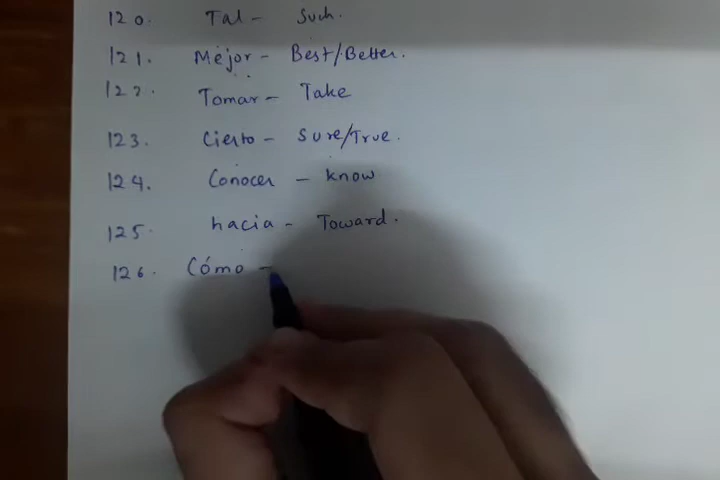 120. Tal - Such.
121. Mejor - Best/Better.
122. Tomar - Take
123. Cierto - Sure/True.
124. Conocer - know
125. hacia - Toward.
126. Cómo -